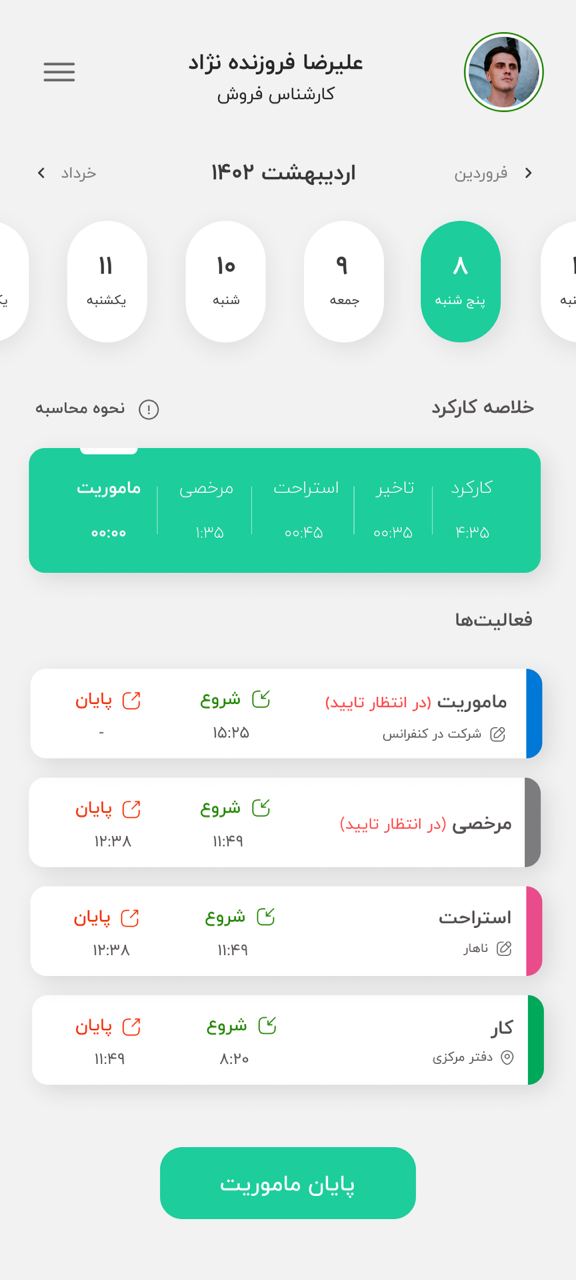 علیرضا فروزنده نژاد
کارشناس فروش
فروردین
اردیبهشت ۱۴۰۲
خرداد
۸
پنج شنبه
۹
جمعه
۱۰
شنبه
۱۱
یکشنبه
خلاصه کارکرد
نحوه محاسبه
کارکرد تاخیر استراحت مرخصی ماموریت
۴:۳۵ ۰۰:۳۵ ۰۰:۴۵ ۱:۳۵ ۰۰:۰۰
فعالیت‌ها
ماموریت (در انتظار تایید) شروع پایان
شرکت در کنفرانس ۱۵:۲۵ -
مرخصی (در انتظار تایید) شروع پایان
۱۱:۴۹ ۱۲:۳۸
استراحت شروع پایان
ناهار ۱۱:۴۹ ۱۲:۳۸
کار شروع پایان
دفتر مرکزی ۸:۲۰ ۱۱:۴۹
پایان ماموریت